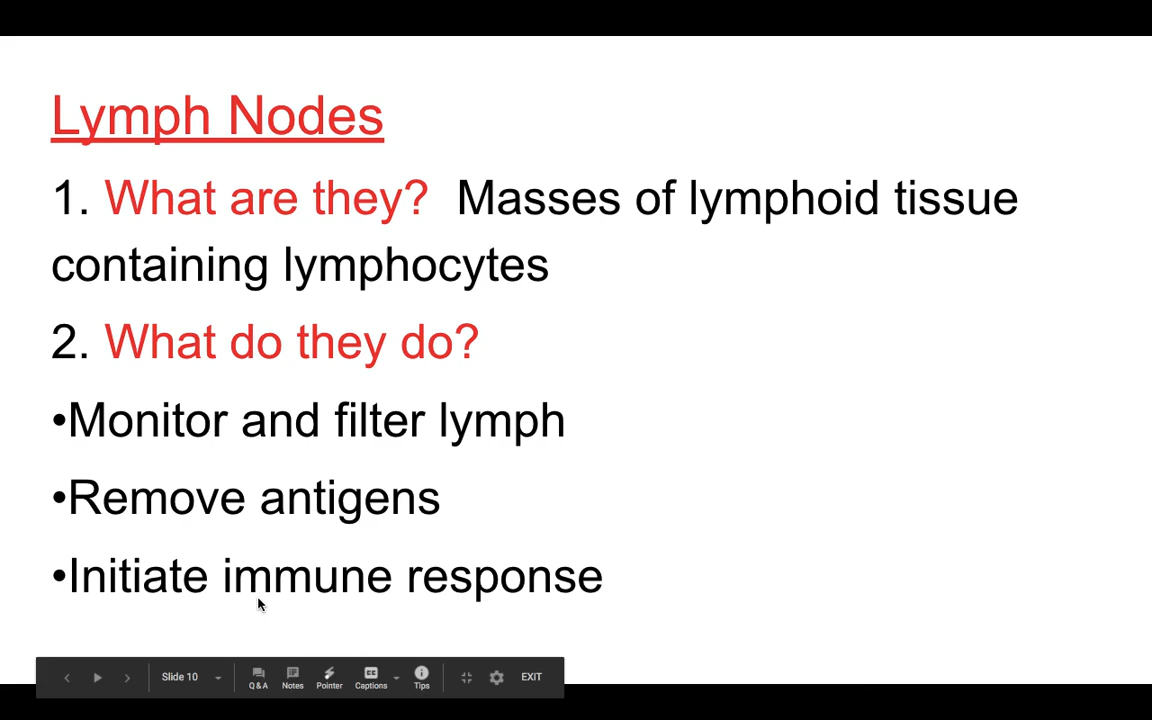 Lymph Nodes
1. What are they?  Masses of lymphoid tissue
containing lymphocytes
2. What do they do?
•Monitor and filter lymph
•Remove antigens
•Initiate immune response
Slide 10 Q&A Notes Pointer CC Captions Tips EXIT